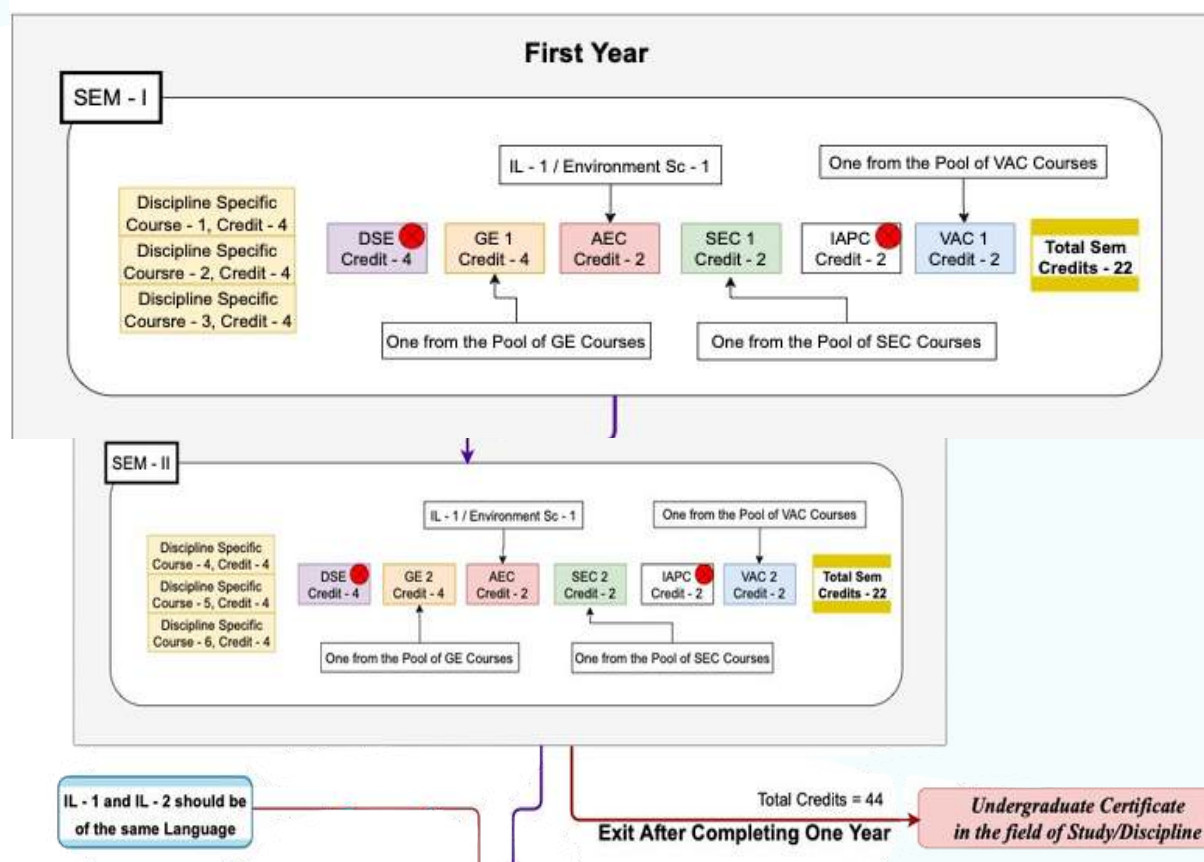 First Year
SEM - I
IL - 1 / Environment Sc - 1
One from the Pool of VAC Courses
Discipline Specific
Course - 1, Credit - 4
Discipline Specific
Coursre - 2, Credit - 4
Discipline Specific
Coursre - 3, Credit - 4
DSE
Credit - 4
GE 1
Credit - 4
AEC
Credit - 2
SEC 1
Credit - 2
IAPC
Credit - 2
VAC 1
Credit - 2
Total Sem
Credits - 22
One from the Pool of GE Courses
One from the Pool of SEC Courses
SEM - II
IL - 1 / Environment Sc - 1
One from the Pool of VAC Courses
Discipline Specific
Course - 4, Credit - 4
Discipline Specific
Course - 5, Credit - 4
Discipline Specific
Course - 6, Credit - 4
DSE
Credit - 4
GE 2
Credit - 4
AEC
Credit - 2
SEC 2
Credit - 2
IAPC
Credit - 2
VAC 2
Credit - 2
Total Sem
Credits - 22
One from the Pool of GE Courses
One from the Pool of SEC Courses
IL - 1 and IL - 2 should be
of the same Language
Total Credits = 44
Exit After Completing One Year
Undergraduate Certificate
in the field of Study/Discipline